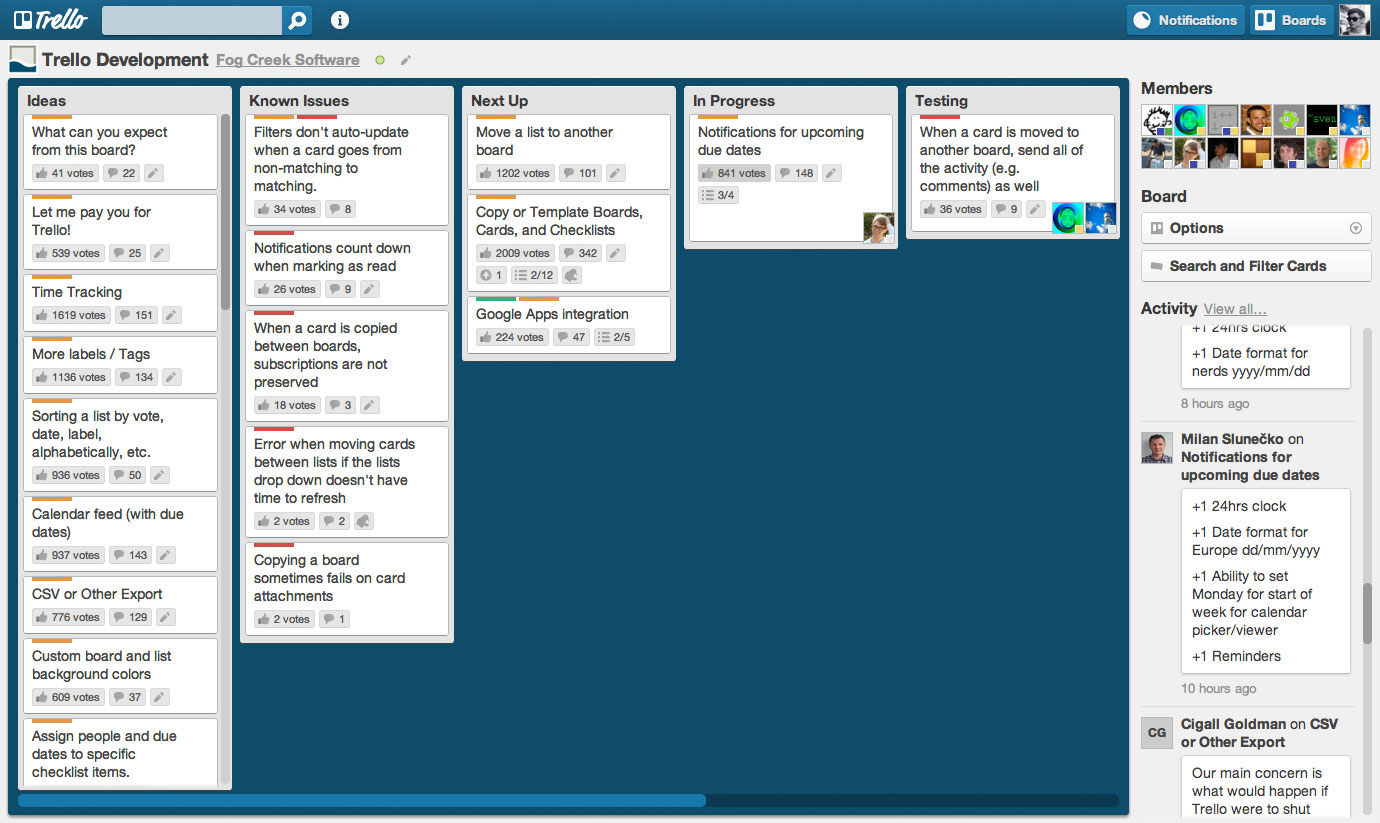 Trello
Notifications
Boards
Trello Development Fog Creek Software
Ideas
What can you expect
from this board?
41 votes 22
Let me pay you for
Trello!
539 votes 25
Time Tracking
1619 votes 151
More labels / Tags
1136 votes 134
Sorting a list by vote,
date, label,
alphabetically, etc.
936 votes 50
Calendar feed (with due
dates)
937 votes 143
CSV or Other Export
776 votes 129
Custom board and list
background colors
609 votes 37
Assign people and due
dates to specific
checklist items.
Known Issues
Filters don't auto-update
when a card goes from
non-matching to
matching.
34 votes 8
Notifications count down
when marking as read
26 votes 9
When a card is copied
between boards,
subscriptions are not
preserved
18 votes 3
Error when moving cards
between lists if the lists
drop down doesn't have
time to refresh
2 votes 2
Copying a board
sometimes fails on card
attachments
2 votes 1
Next Up
Move a list to another
board
1202 votes 101
Copy or Template Boards,
Cards, and Checklists
2009 votes 342
1 2/12
Google Apps integration
224 votes 47 2/5
In Progress
Notifications for upcoming
due dates
841 votes 148
3/4
Testing
When a card is moved to
another board, send all of
the activity (e.g.
comments) as well
36 votes 9
Members
Board
Options
Search and Filter Cards
Activity View all...
+1 24hrs clock
+1 Date format for
nerds yyyy/mm/dd
8 hours ago
Milan Slunečko on
Notifications for
upcoming due dates
+1 24hrs clock
+1 Date format for
Europe dd/mm/yyyy
+1 Ability to set
Monday for start of
week for calendar
picker/viewer
+1 Reminders
10 hours ago
CG
Cigall Goldman on CSV
or Other Export
Our main concern is
what would happen if
Trello were to shut